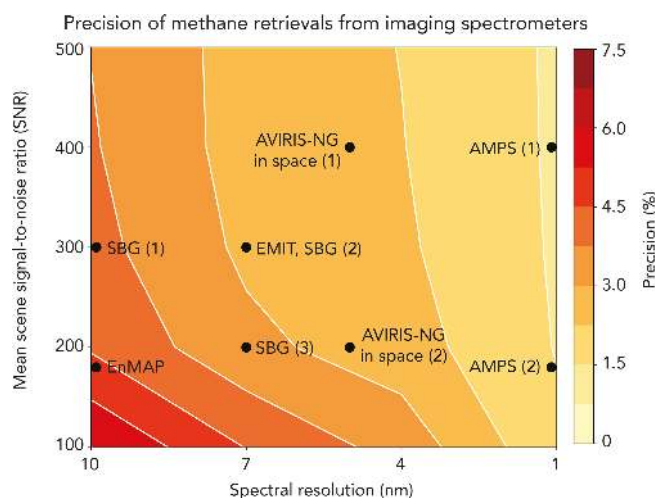 Precision of methane retrievals from imaging spectrometers
500
400
300
200
100
Mean scene signal-to-noise ratio (SNR)
AVIRIS-NG
in space (1)
AMPS (1)
SBG (1)
EMIT, SBG (2)
SBG (3)
AVIRIS-NG
in space (2)
EnMAP
AMPS (2)
10
7
4
1
Spectral resolution (nm)
7.5
6.0
4.5
3.0
1.5
0
Precision (%)